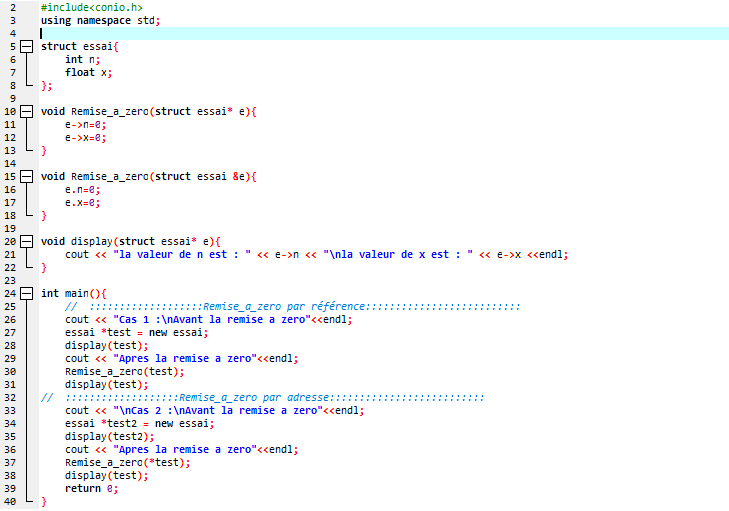 2 #include<conio.h>
3 using namespace std;
4
5 struct essai{
6 int n;
7 float x;
8 };
9
10 void Remise_a_zero(struct essai* e){
11 e->n=0;
12 e->x=0;
13 }
14
15 void Remise_a_zero(struct essai &e){
16 e.n=0;
17 e.x=0;
18 }
19
20 void display(struct essai* e){
21 cout << "la valeur de n est : " << e->n << "\nla valeur de x est : " << e->x <<endl;
22 }
23
24 int main(){
25 // :::::::::::::::::::Remise_a_zero par référence::::::::::::::::::::::::::
26 cout << "Cas 1 :\nAvant la remise a zero"<<endl;
27 essai *test = new essai;
28 display(test);
29 cout << "Apres la remise a zero"<<endl;
30 Remise_a_zero(test);
31 display(test);
32 // :::::::::::::::::::Remise_a_zero par adresse::::::::::::::::::::::::::
33 cout << "\nCas 2 :\nAvant la remise a zero"<<endl;
34 essai *test2 = new essai;
35 display(test2);
36 cout << "Apres la remise a zero"<<endl;
37 Remise_a_zero(*test);
38 display(test);
39 return 0;
40 }